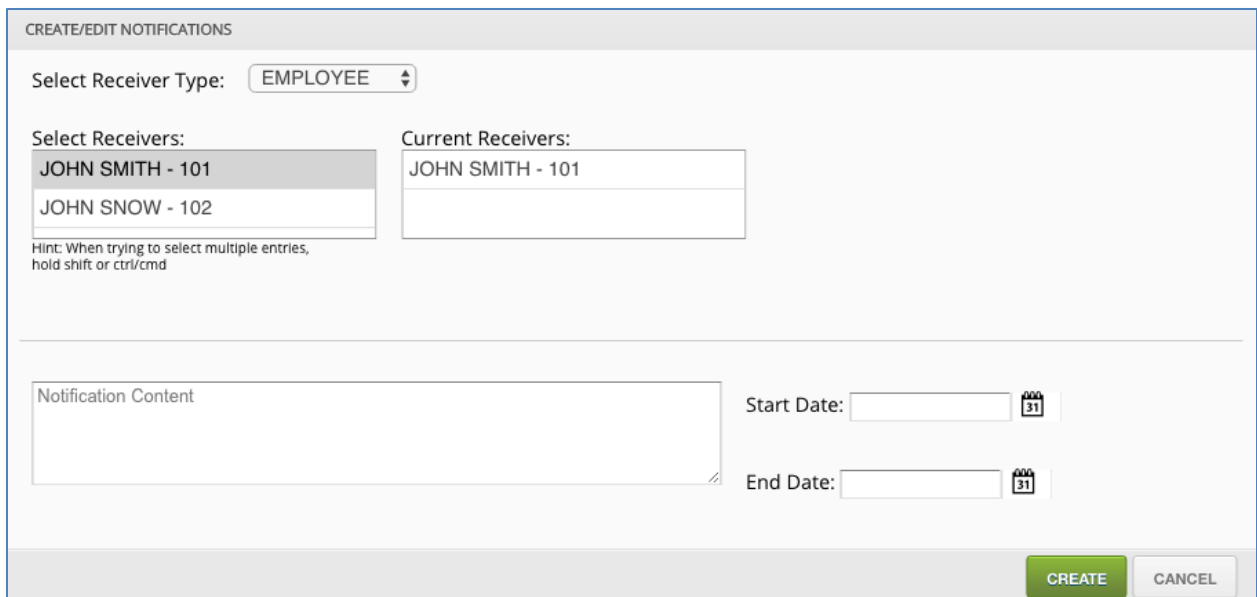 CREATE/EDIT NOTIFICATIONS
Select Receiver Type: EMPLOYEE
Select Receivers:
JOHN SMITH - 101
JOHN SNOW - 102
Hint: When trying to select multiple entries,
hold shift or ctrl/cmd
Current Receivers:
JOHN SMITH - 101
Notification Content
Start Date:
31
End Date:
31
CREATE
CANCEL